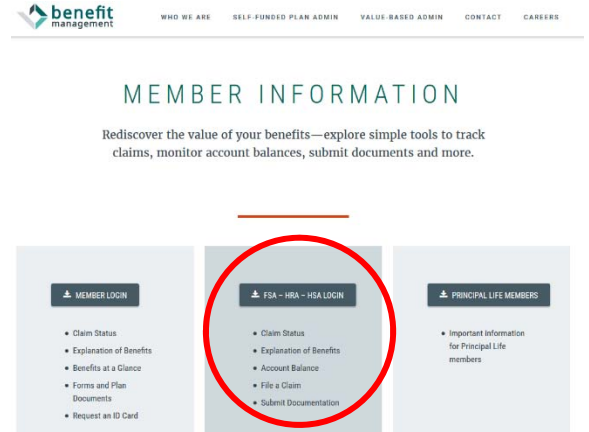 benefit
management
WHO WE ARE
SELF-FUNDED PLAN ADMIN
VALUE-BASED ADMIN
CONTACT
CAREERS
MEMBER INFORMATION
Rediscover the value of your benefits—explore simple tools to track
claims, monitor account balances, submit documents and more.
MEMBER LOGIN
• Claim Status
• Explanation of Benefits
• Benefits at a Glance
• Forms and Plan
Documents
• Request an ID Card
FSA – HRA – HSA LOGIN
• Claim Status
• Explanation of Benefits
• Account Balance
• File a Claim
• Submit Documentation
PRINCIPAL LIFE MEMBERS
• Important information
for Principal Life
members